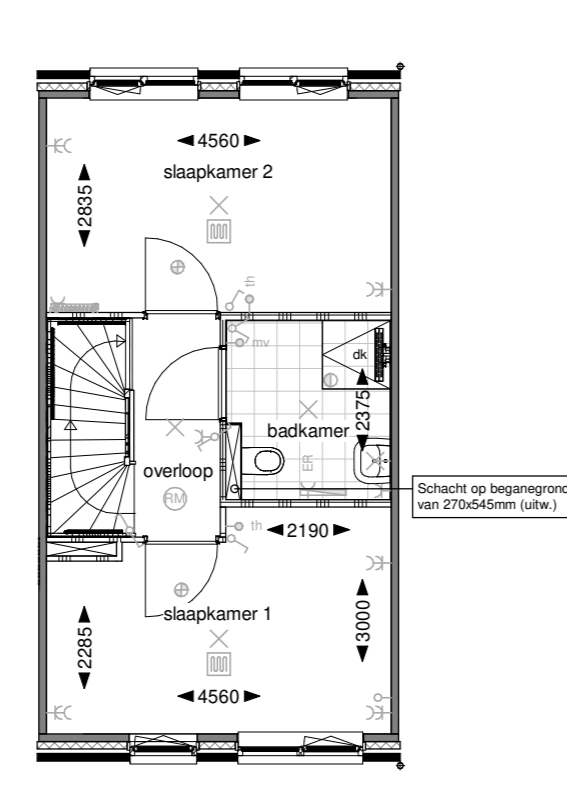 4560
slaapkamer 2
2835
th
mv
dk
2375
badkamer
ER
overloop
RM
Schacht op beganegrond
van 270x545mm (uitw.)
th
2190
slaapkamer 1
3000
2285
4560